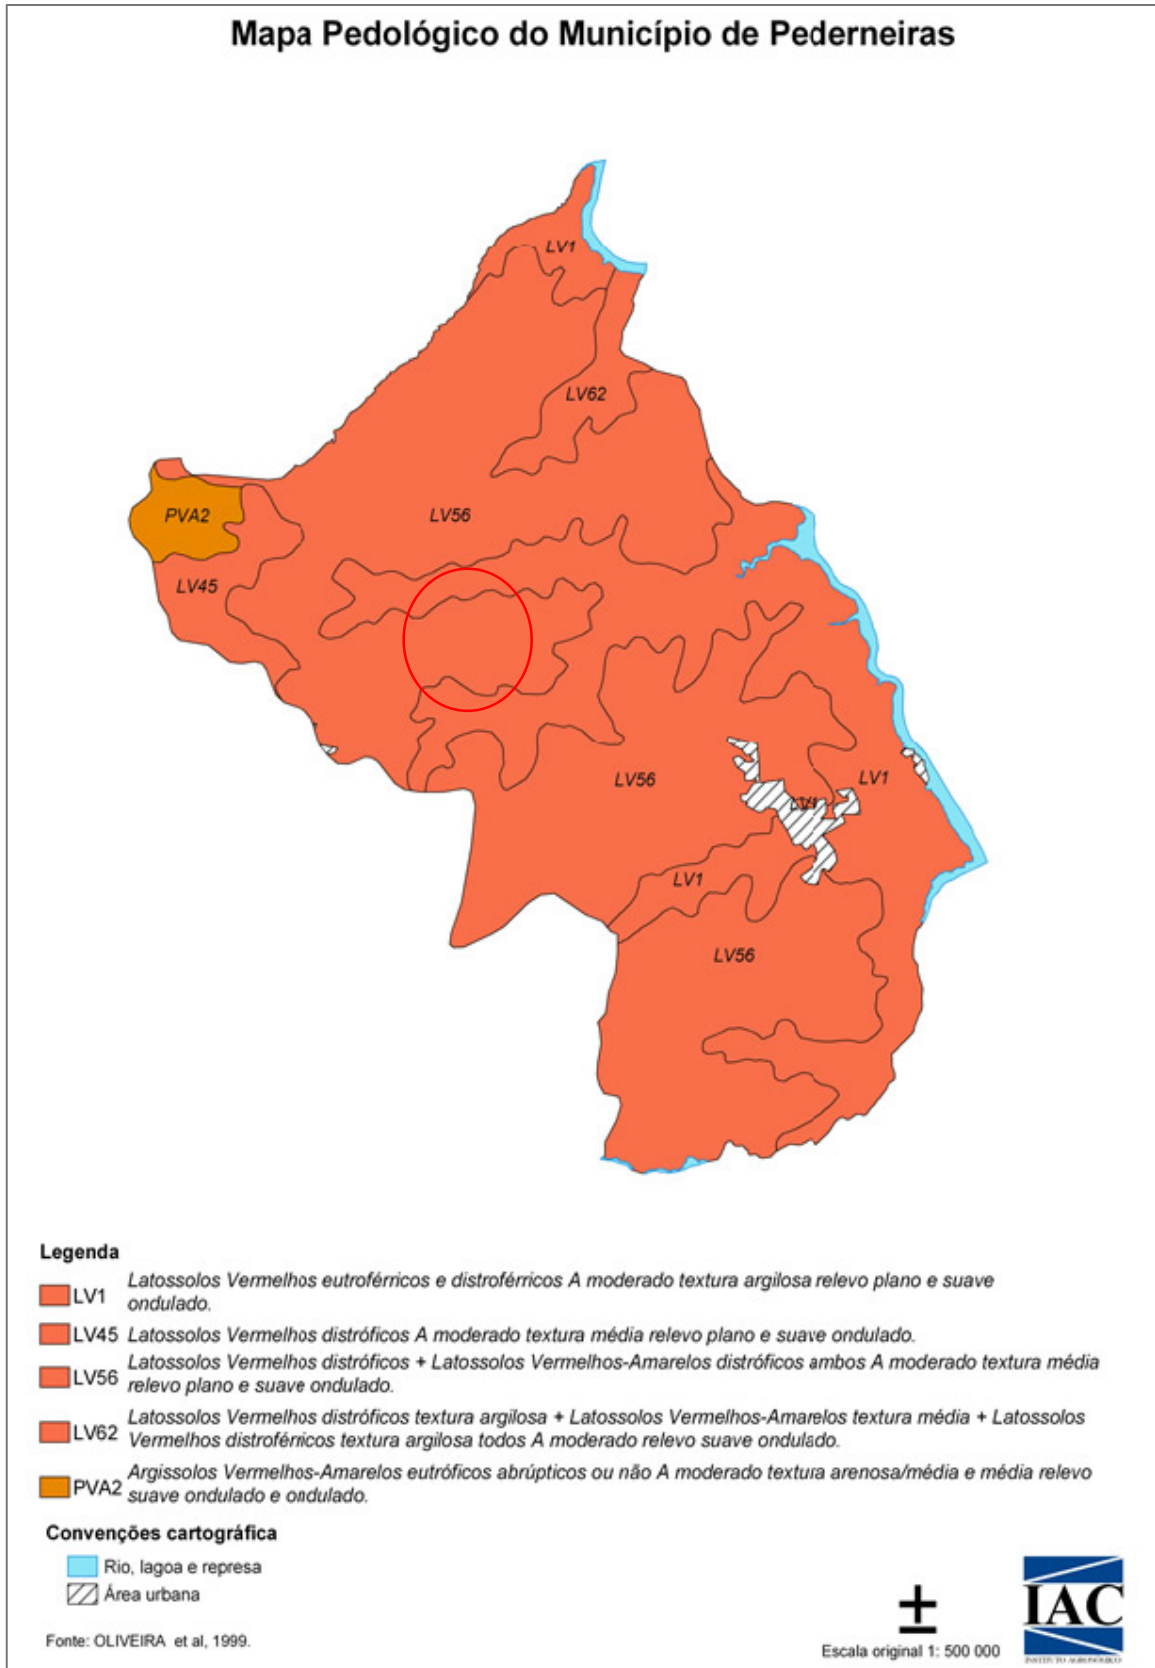 Mapa Pedológico do Município de Pederneiras
LV1
LV62
PVA2
LV56
LV45
LV56
LV1
LV1
LV1
LV56
Legenda
LV1 Latossolos Vermelhos eutroférricos e distroférricos A moderado textura argilosa relevo plano e suave
ondulado.
LV45 Latossolos Vermelhos distróficos A moderado textura média relevo plano e suave ondulado.
LV56 Latossolos Vermelhos distróficos + Latossolos Vermelhos-Amarelos distróficos ambos A moderado textura média
relevo plano e suave ondulado.
LV62 Latossolos Vermelhos distróficos textura argilosa + Latossolos Vermelhos-Amarelos textura média + Latossolos
Vermelhos distroférricos textura argilosa todos A moderado relevo suave ondulado.
PVA2 Argissolos Vermelhos-Amarelos eutróficos abrúpticos ou não A moderado textura arenosa/média e média relevo
suave ondulado e ondulado.
Convenções cartográfica
Rio, lagoa e represa
Área urbana
Fonte: OLIVEIRA et al, 1999.
Escala original 1: 500 000
IAC
INSTITUTO AGRONÔMICO